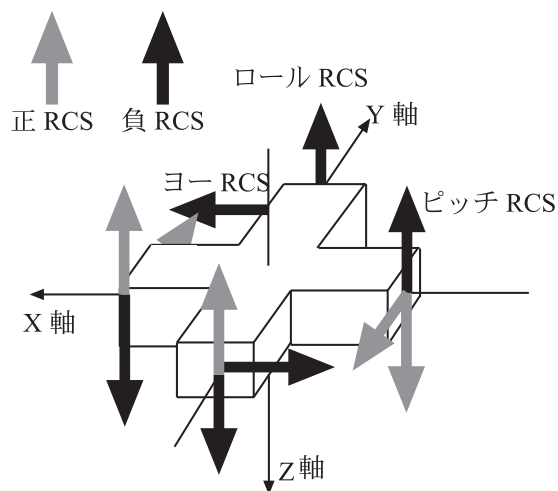 ロール RCS
正 RCS
負 RCS
Y 軸
ヨー RCS
ピッチ RCS
X 軸
Z 軸